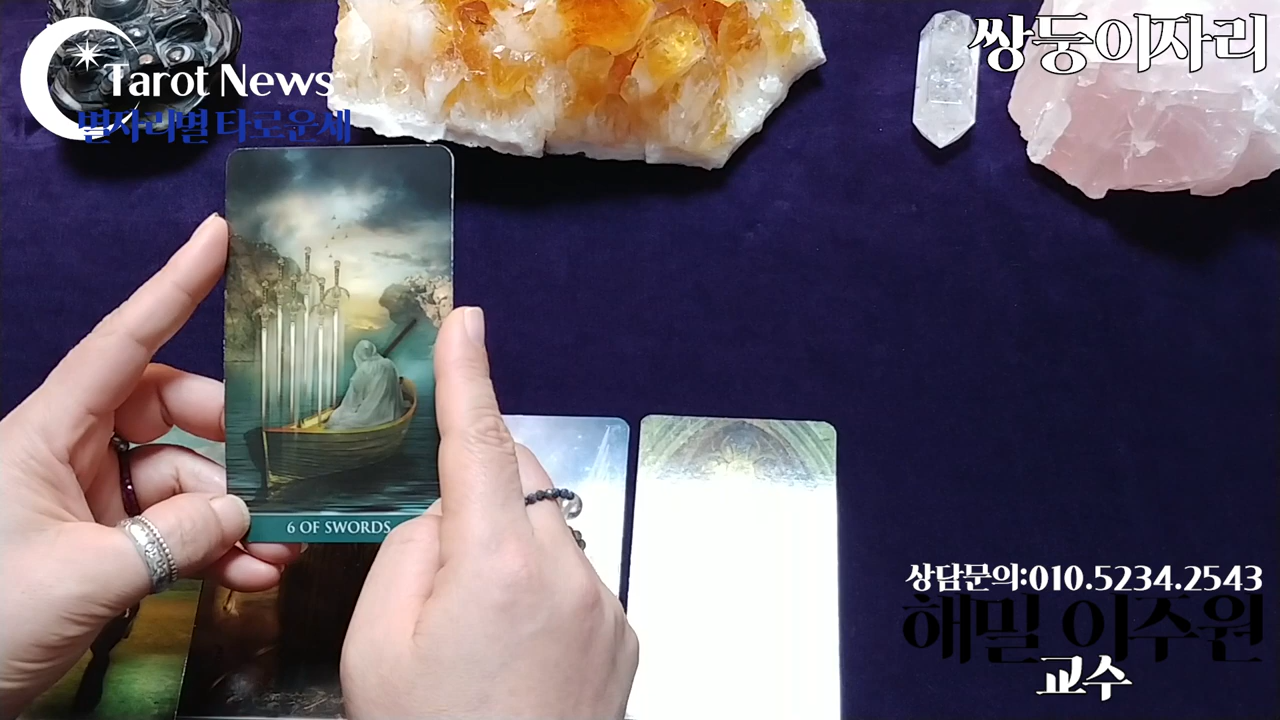 Tarot News
별자리별 타로운세
쌍둥이자리
6 OF SWORDS
상담문의:010.5234.2543
해밀 이주원
교수